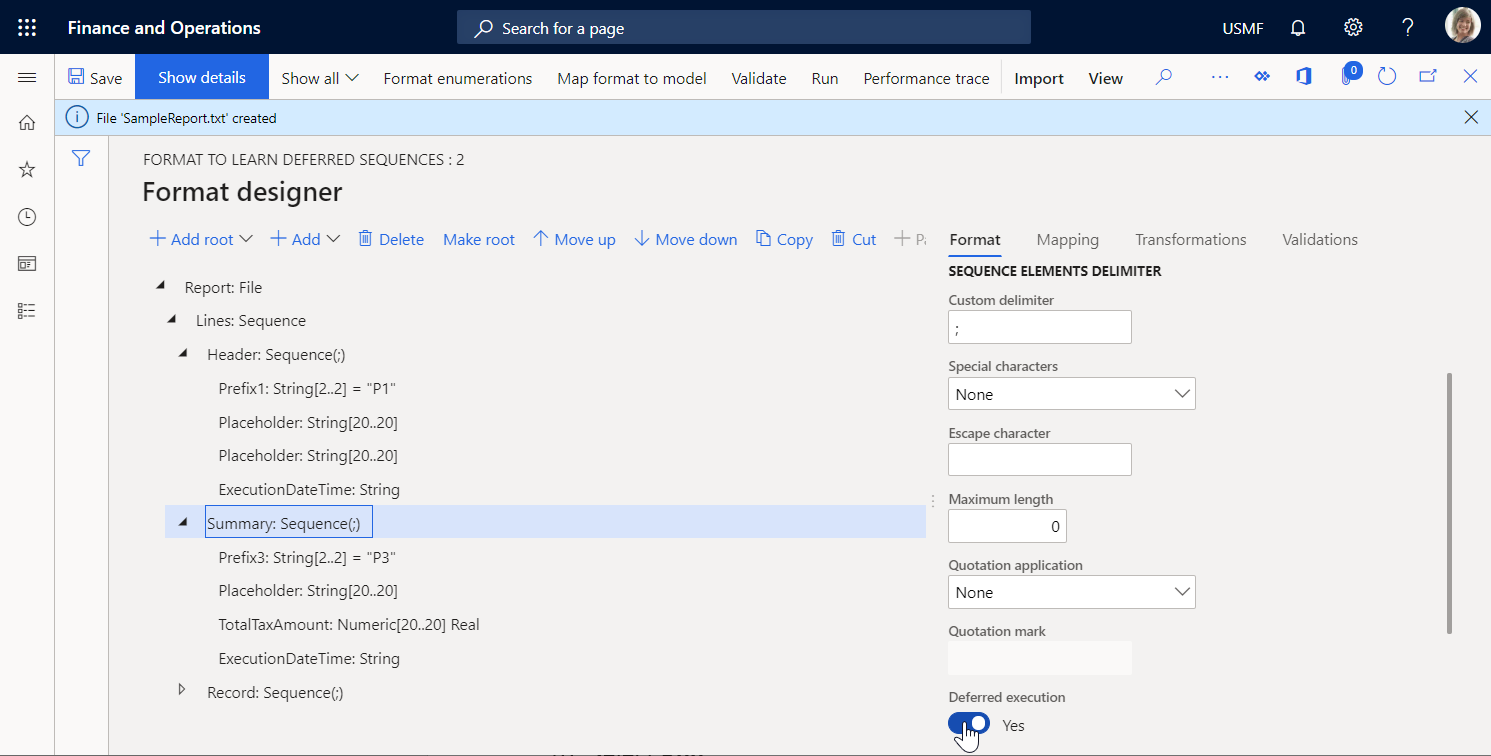 Finance and Operations
Search for a page
USMF
Save
Show details
Show all
Format enumerations
Map format to model
Validate
Run
Performance trace
Import
View
0
File 'SampleReport.txt' created
FORMAT TO LEARN DEFERRED SEQUENCES : 2
Format designer
Add root
Add
Delete
Make root
Move up
Move down
Copy
Cut
Format
Mapping
Transformations
Validations
Report: File
Lines: Sequence
Header: Sequence(;)
Prefix1: String[2..2] = "P1"
Placeholder: String[20..20]
Placeholder: String[20..20]
ExecutionDateTime: String
Summary: Sequence(;)
Prefix3: String[2..2] = "P3"
Placeholder: String[20..20]
TotalTaxAmount: Numeric[20..20] Real
ExecutionDateTime: String
Record: Sequence(;)
SEQUENCE ELEMENTS DELIMITER
Custom delimiter
;
Special characters
None
Escape character
Maximum length
0
Quotation application
None
Quotation mark
Deferred execution
Yes